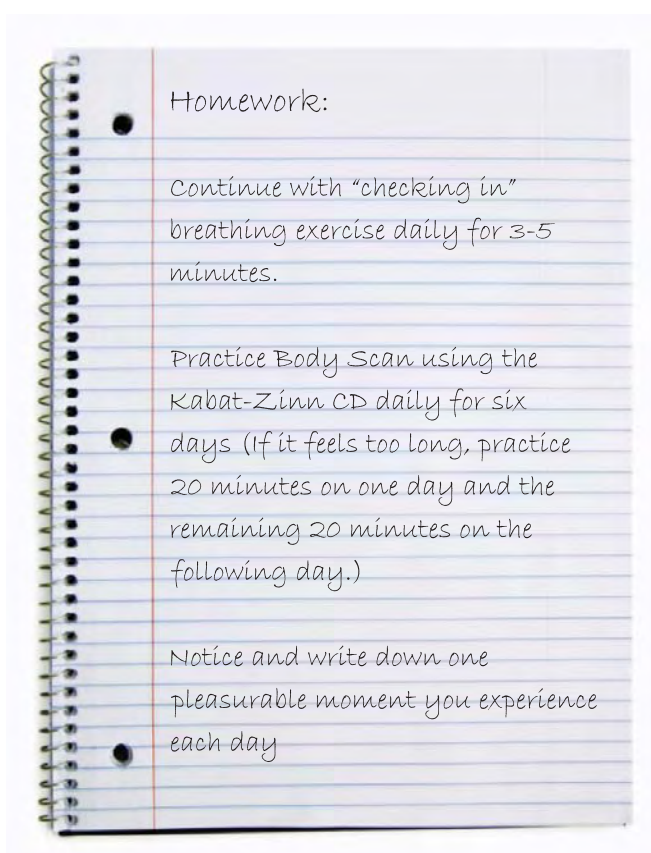 Homework:
Continue with “checking in”
breathing exercise daily for 3-5
minutes.
Practice Body Scan using the
Kabat-Zinn CD daily for six
days (If it feels too long, practice
20 minutes on one day and the
remaining 20 minutes on the
following day.)
Notice and write down one
pleasurable moment you experience
each day